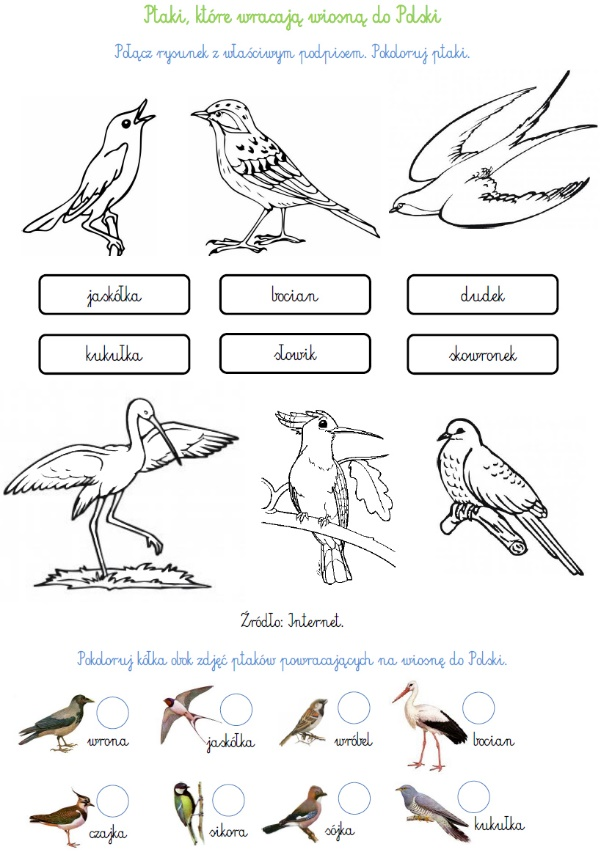 Ptaki, które wracają wiosną do Polski
Połącz rysunek z właściwym podpisem. Pokoloruj ptaki.
jaskółka bocian dudek
kukułka słowik skowronek
Źródło: Internet.
Pokoloruj kółka obok zdjęć ptaków powracających na wiosnę do Polski.
wrona jaskółka wróbel bocian
czajka sikora sójka kukułka